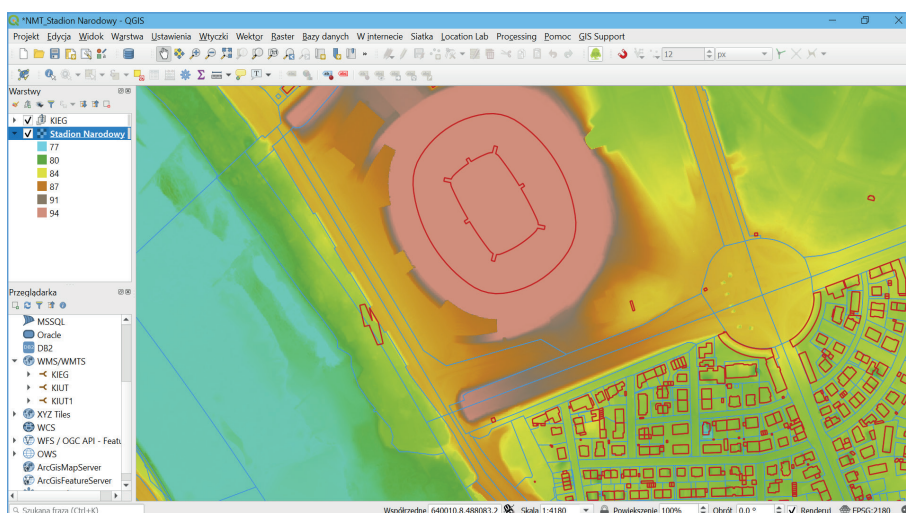 *NMT_Stadion Narodowy - QGIS
Projekt Edycja Widok Warstwa Ustawienia Wtyczki Wektor Raster Bazy danych W internecie Siatka Location Lab Processing Pomoc GIS Support
12 px
Warstwy
KIEG
Stadion Narodowy
77
80
84
87
91
94
Przeglądarka
MSSQL
Oracle
DB2
WMS/WMTS
KIEG
KIUT
KIUT1
XYZ Tiles
WCS
WFS / OGC API - Featu
OWS
ArcGisMapServer
ArcGisFeatureServer
Szukana fraza (Ctrl+K) Współrzędne 640010.8,488083.2 Skala 1:4180 Powiększenie 100% Obrót 0,0 ° Renderuj EPSG:2180